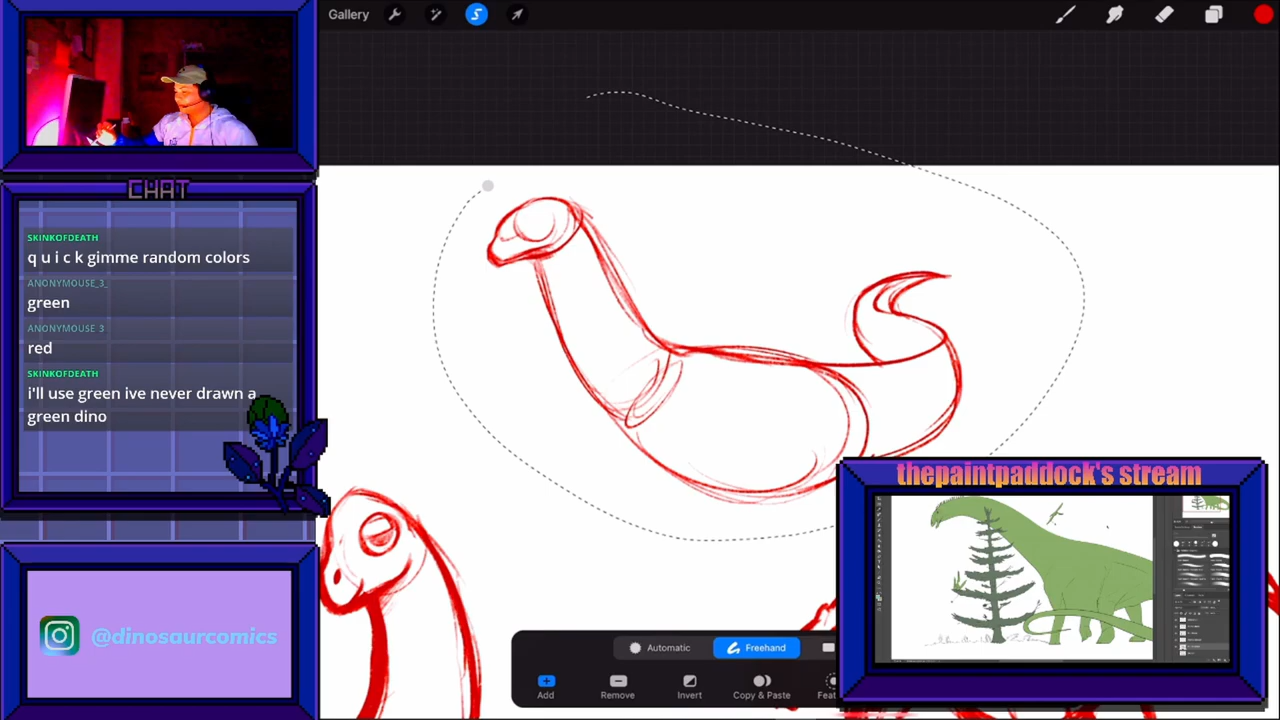 Gallery
CHAT
SKINKOFDEATH
q u i c k gimme random colors
ANONYMOUSE_3_
green
ANONYMOUSE 3
red
SKINKOFDEATH
i'll use green ive never drawn a
green dino
@dinosaurcomics
thepaintpaddock's stream
Automatic
Freehand
Add
Remove
Invert
Copy & Paste
Feat